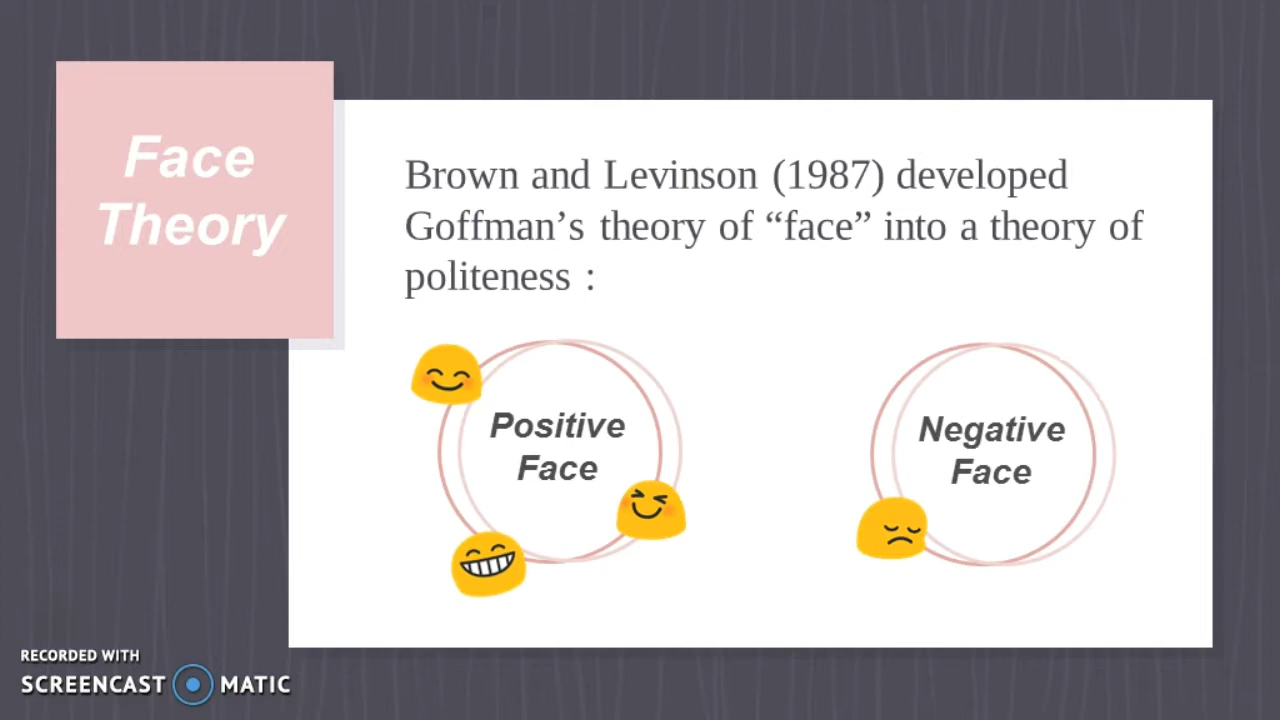 Face
Theory
Brown and Levinson (1987) developed
Goffman’s theory of “face” into a theory of
politeness :
Positive
Face
Negative
Face
RECORDED WITH
SCREENCAST MATIC